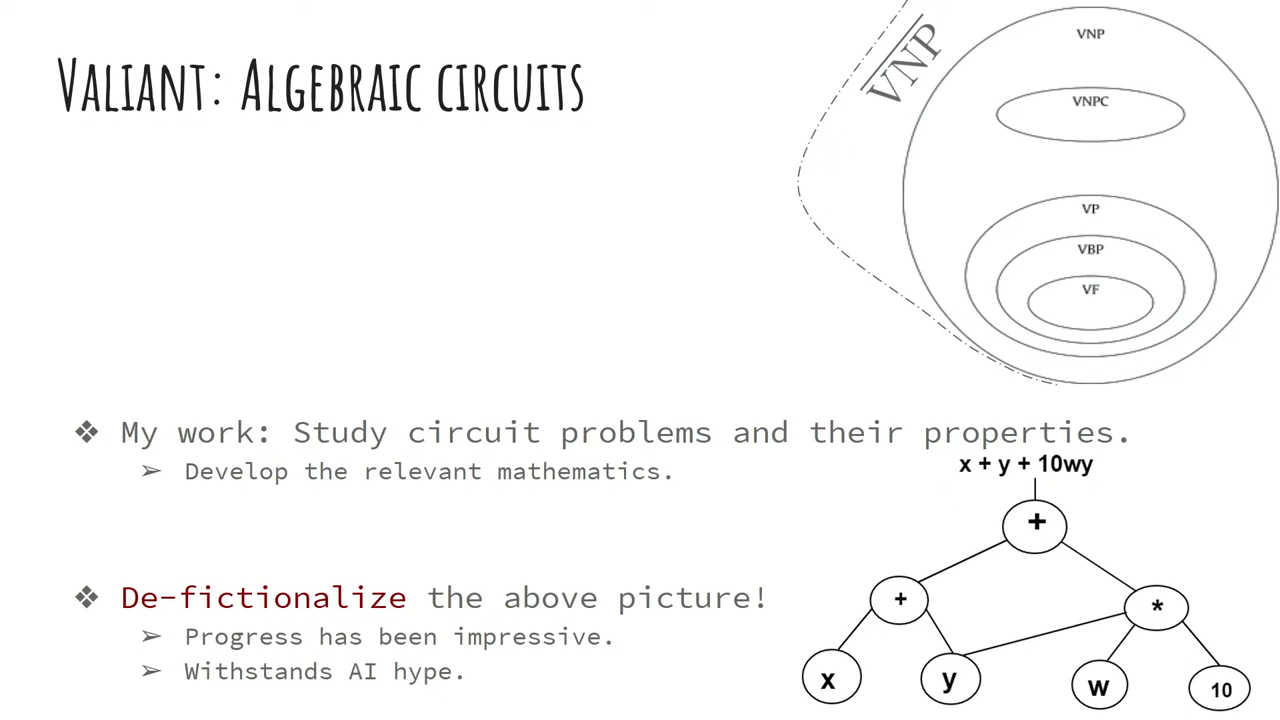 VALIANT: ALGEBRAIC CIRCUITS
VNP
VNP
VNPC
VP
VBP
VF
❖ My work: Study circuit problems and their properties.
➢ Develop the relevant mathematics.
x + y + 10wy
+
+
*
x
y
w
10
❖ De-fictionalize the above picture!
➢ Progress has been impressive.
➢ Withstands AI hype.